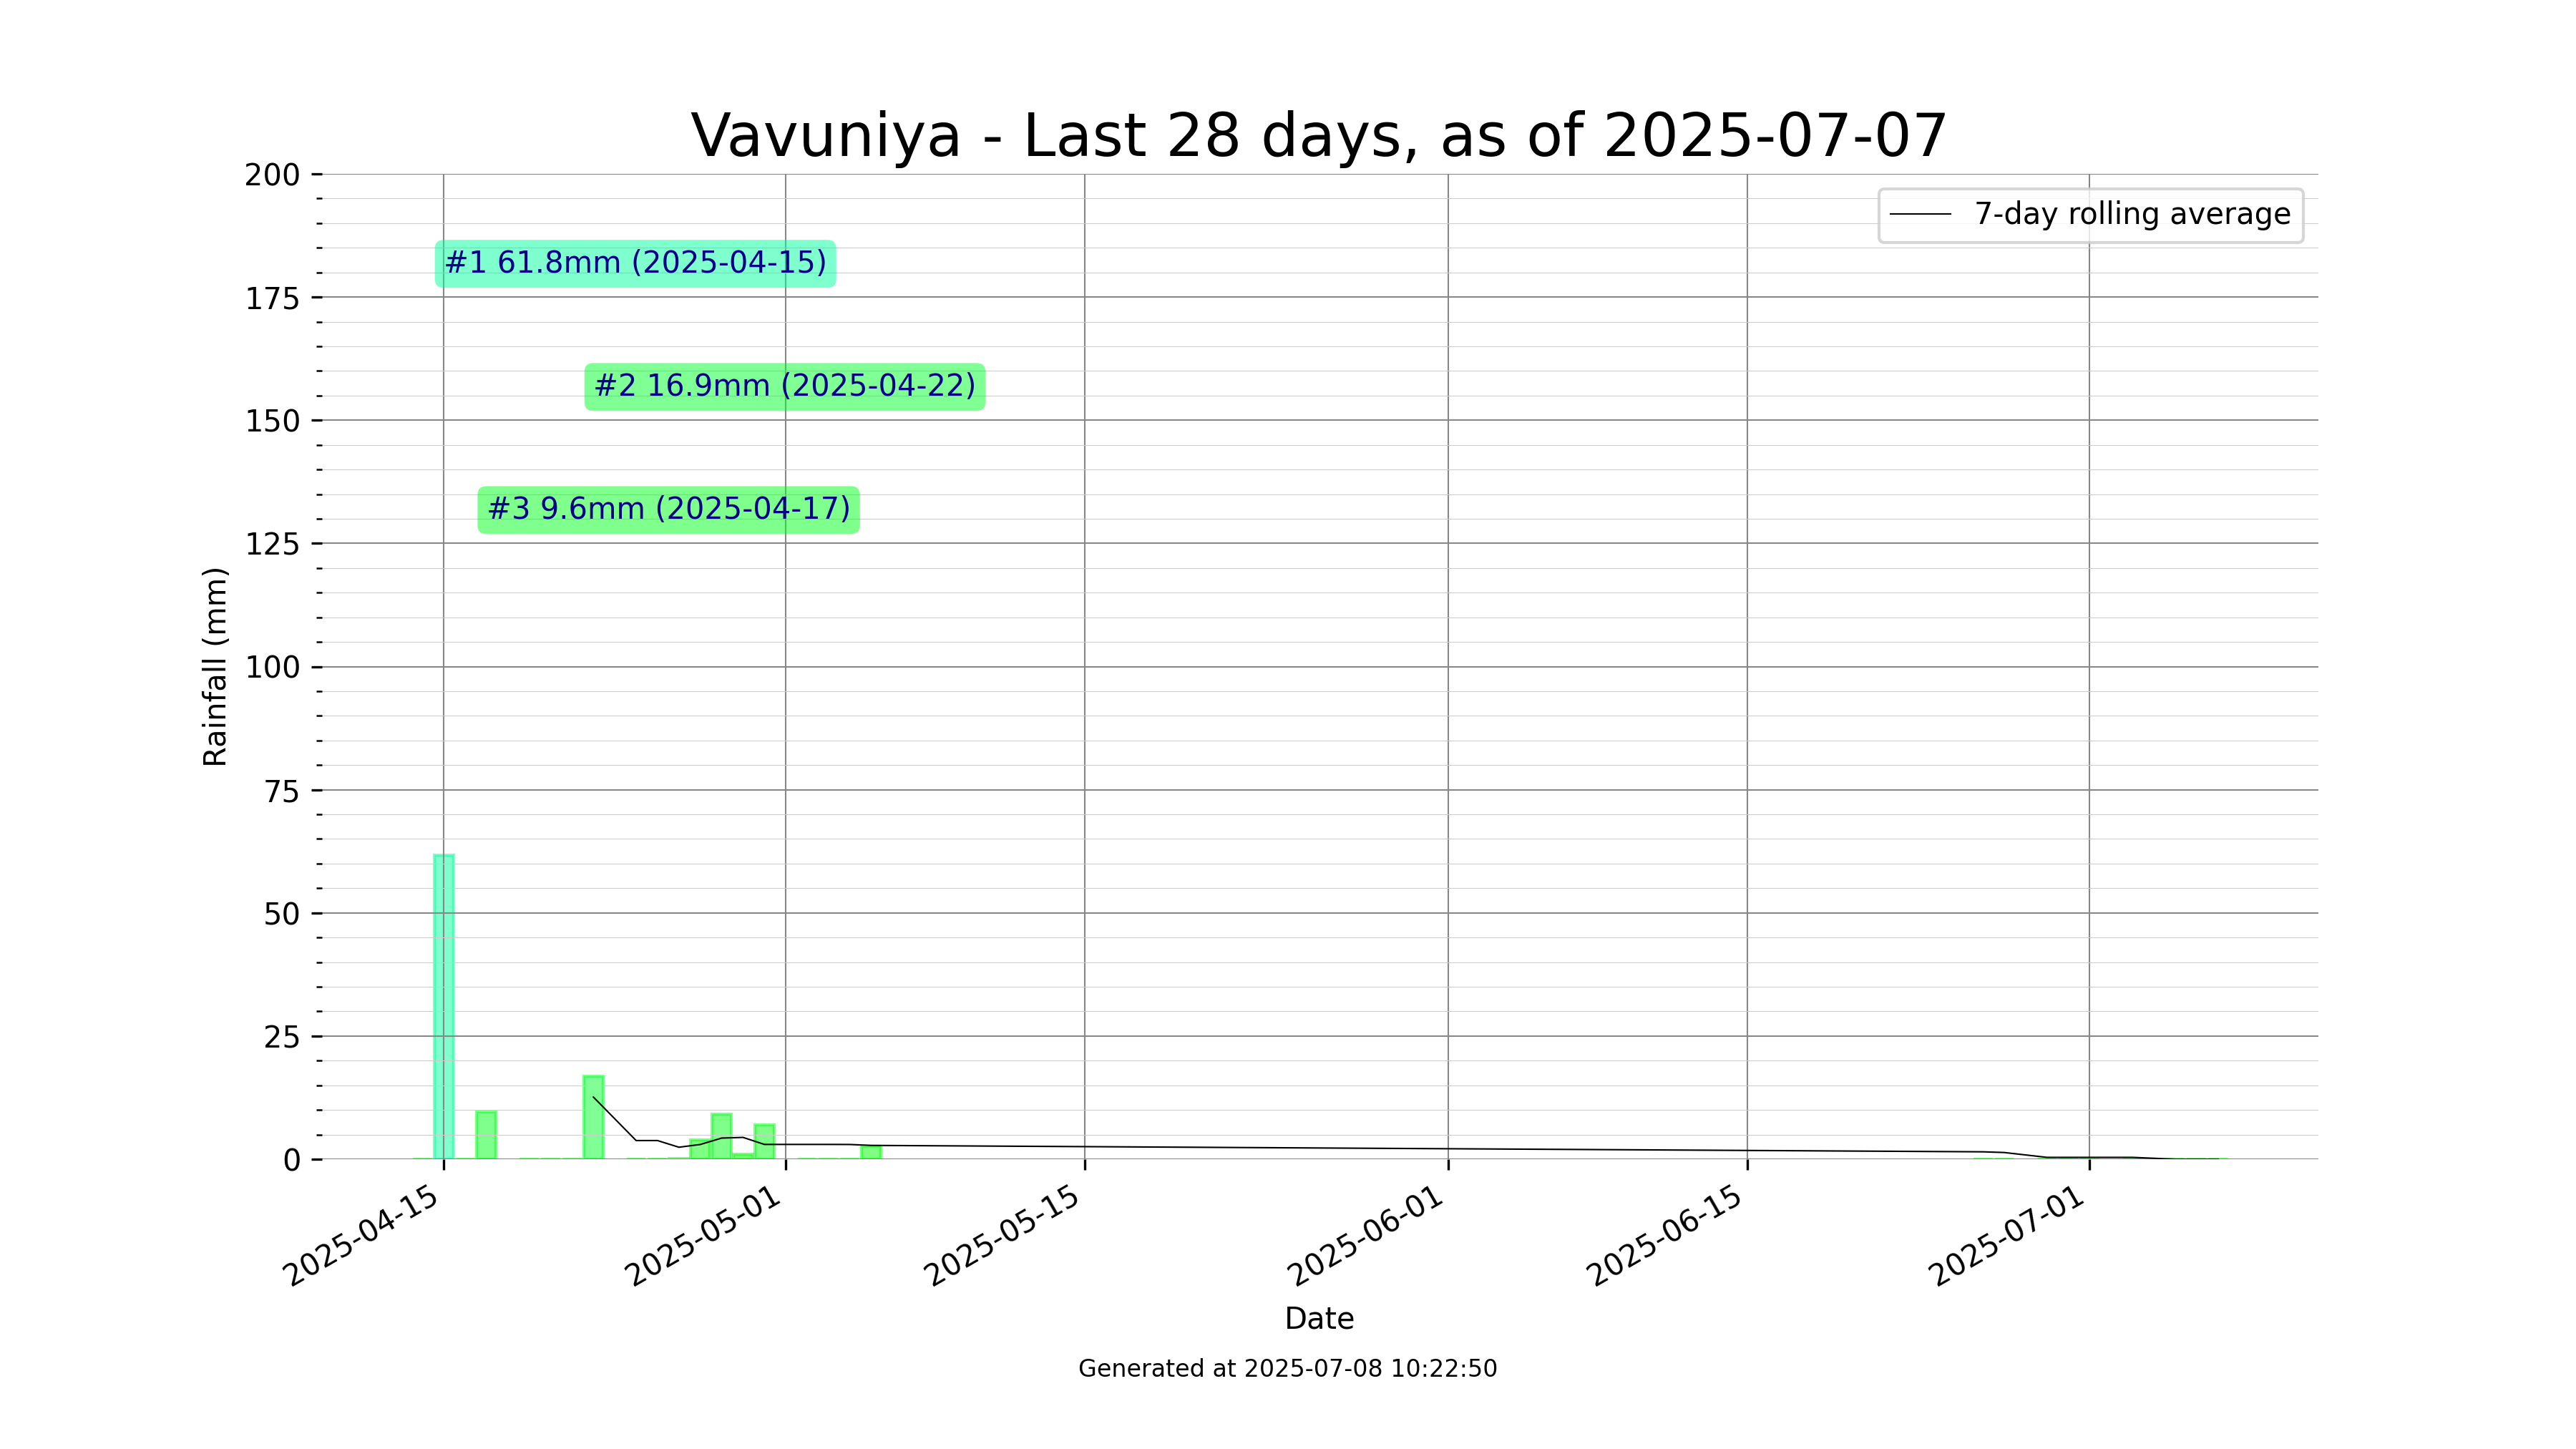 Vavuniya - Last 28 days, as of 2025-07-07
7-day rolling average
#1 61.8mm (2025-04-15)
#2 16.9mm (2025-04-22)
#3 9.6mm (2025-04-17)
Rainfall (mm)
200
175
150
125
100
75
50
25
0
2025-04-15
2025-05-01
2025-05-15
2025-06-01
2025-06-15
2025-07-01
Date
Generated at 2025-07-08 10:22:50